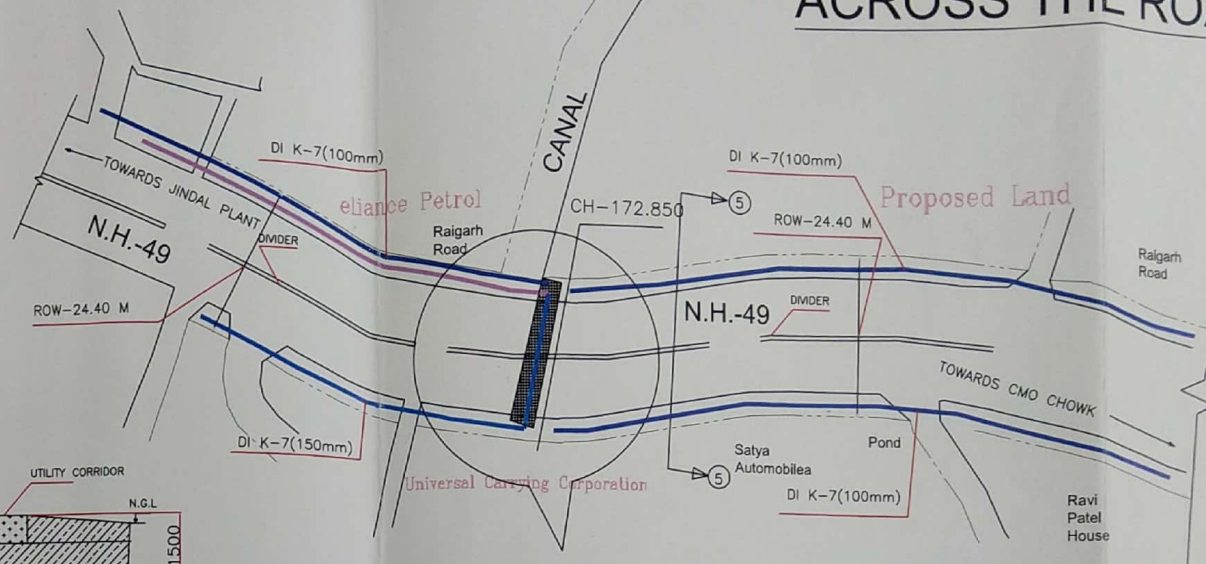 ACROSS THE
CANAL
DI K-7(100mm)
DI K-7(100mm)
TOWARDS JINDAL PLANT
eliance Petrol
Raigarh
Road
CH-172.850
5
ROW-24.40 M
Proposed Land
N.H.-49
DIVIDER
Raigarh
Road
ROW-24.40 M
N.H.-49
DIVIDER
TOWARDS CMO CHOWK
DI K-7(150mm)
Satya
Automobilea
Pond
5
Universal Carrying Corporation
DI K-7(100mm)
UTILITY CORRIDOR
N.G.L
1500
Ravi
Patel
House